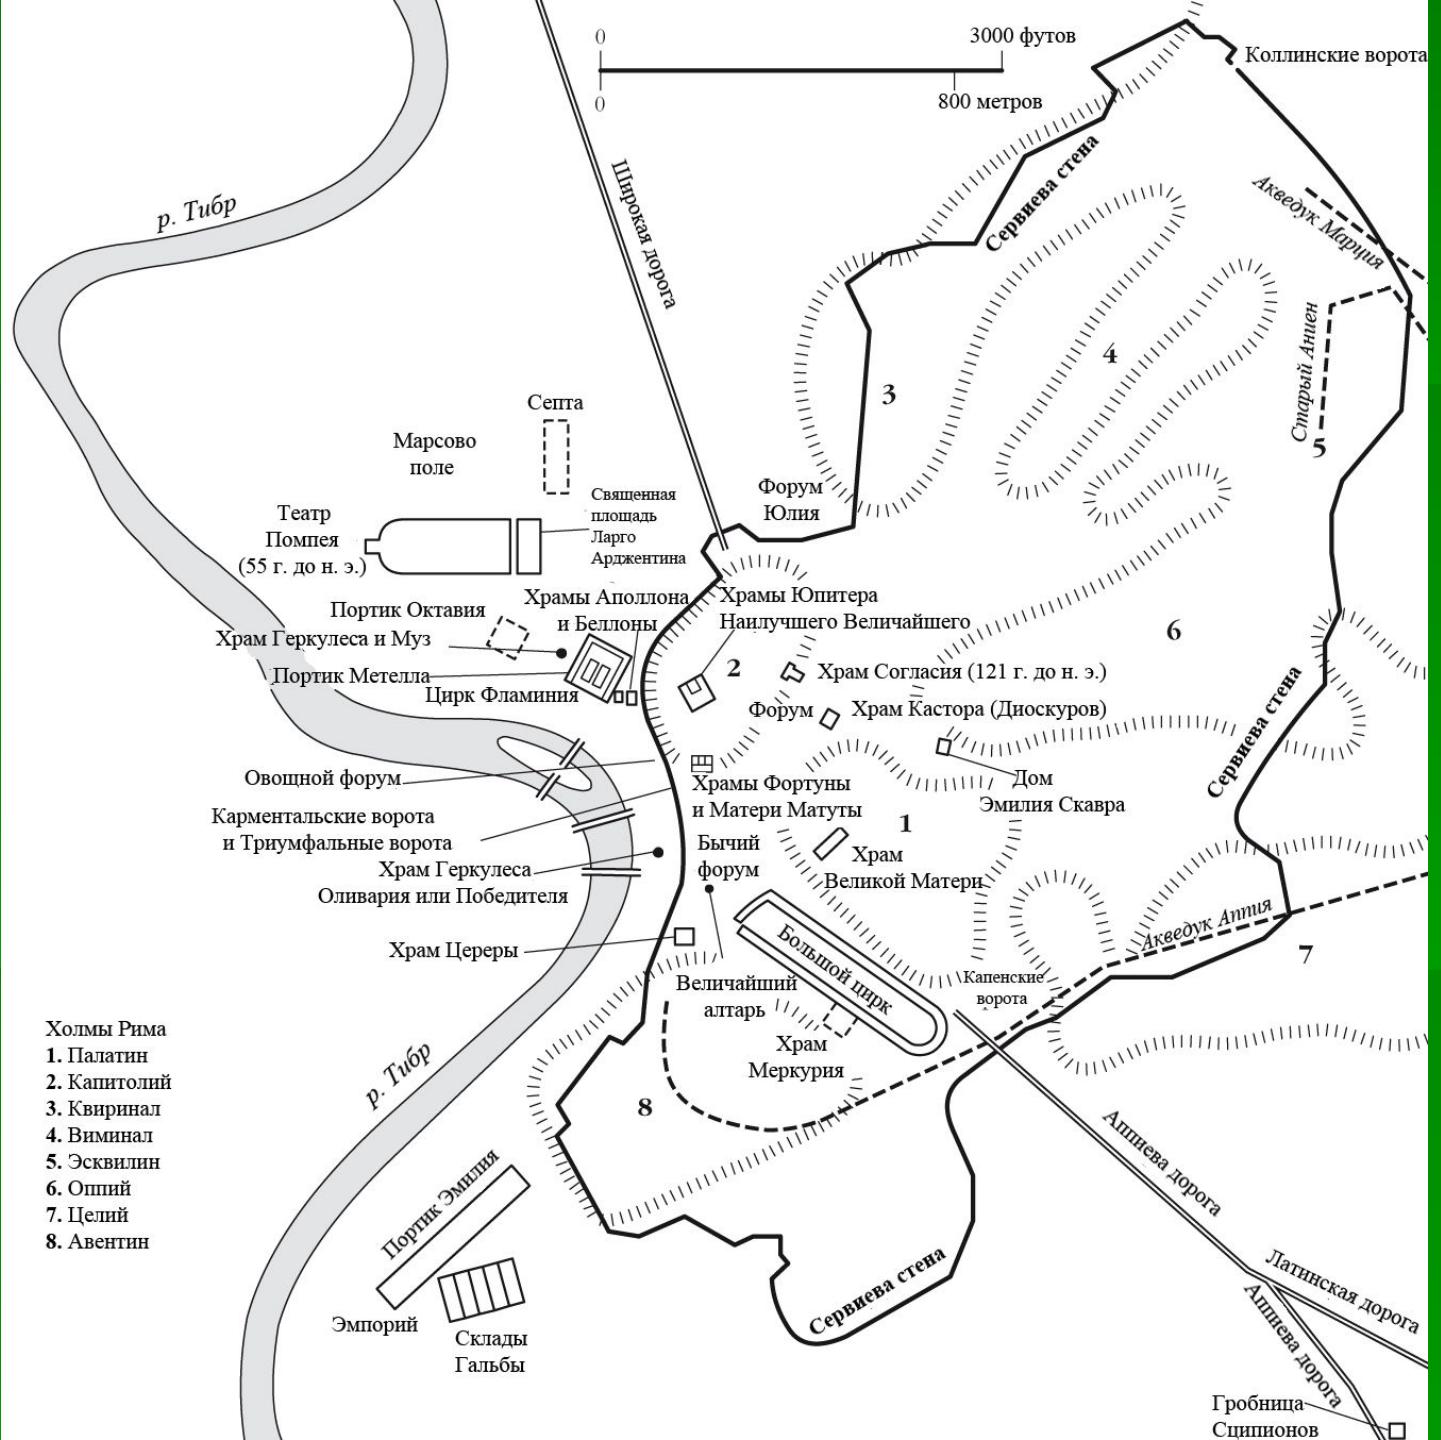 0
3000 футов
0
800 метров
Коллинские ворота
Широкая дорога
Сервиева стена
Акведук Марция
р. Тибр
Старый Аниен
3
4
5
Септа
Марсово
поле
Форум
Юлия
Священная
площадь
Ларго
Арджентина
Театр
Помпея
(55 г. до н. э.)
Храмы Аполлона
и Беллоны
Портик Октавия
Храм Геркулеса и Муз
Портик Метелла
Цирк Фламиния
Храмы Юпитера
Наилучшего Величайшего
2
6
Храм Согласия (121 г. до н. э.)
Форум
Храм Кастора (Диоскуров)
Сервиева стена
Овощной форум
Храмы Фортуны
и Матери Матуты
Дом
Эмилия Скавра
Карментальские ворота
и Триумфальные ворота
1
Бычий
форум
Храм
Великой Матери
Храм Геркулеса
Оливария или Победителя
Храм Цереры
Большой цирк
Акведук Аппия
7
Величайший
алтарь
Капенские
ворота
Храм
Меркурия
Холмы Рима
1. Палатин
2. Капитолий
3. Квиринал
4. Виминал
5. Эсквилин
6. Оппий
7. Целий
8. Авентин
р. Тибр
8
Аппиева дорога
Портик Эмилия
Эмпорий
Склады
Гальбы
Сервиева стена
Латинская дорога
Аппиева дорога
Гробница
Сципионов